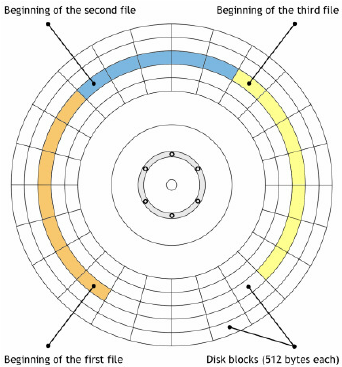 Beginning of the second file
Beginning of the third file
Beginning of the first file
Disk blocks (512 bytes each)